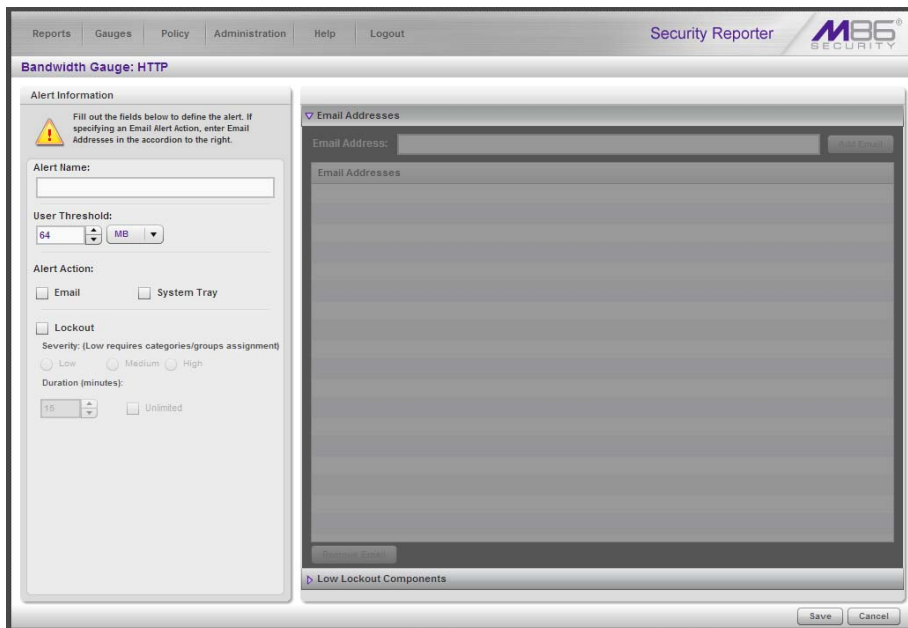 Reports Gauges Policy Administration Help Logout Security Reporter M86® SECURITY
Bandwidth Gauge: HTTP
Alert Information
Fill out the fields below to define the alert. If
specifying an Email Alert Action, enter Email
Addresses in the accordion to the right.
Alert Name:
User Threshold:
64 MB
Alert Action:
Email System Tray
Lockout
Severity: (Low requires categories/groups assignment)
Low Medium High
Duration (minutes):
15 Unlimited
Email Addresses
Email Address: Add Email
Email Addresses
Remove Email
Low Lockout Components
Save Cancel